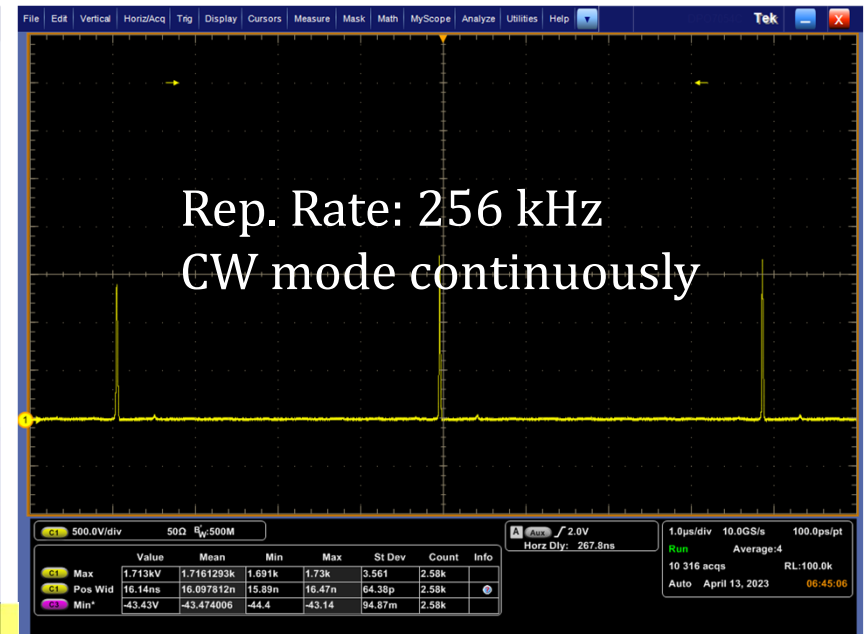 File Edit Vertical Horiz/Acq Trig Display Cursors Measure Mask Math MyScope Analyze Utilities Help Tek X
Rep. Rate: 256 kHz
CW mode continuously
1
C1 500.0V/div 50Ω BW:500M
A Aux 2.0V
Horz Dly: 267.8ns
1.0µs/div 10.0GS/s 100.0ps/pt
Run Average:4
10 316 acqs RL:100.0k
Auto April 13, 2023 06:45:06
Value Mean Min Max St Dev Count Info
C1 Max 1.713kV 1.7161293k 1.691k 1.73k 3.561 2.58k
C1 Pos Wid 16.14ns 16.097812n 15.89n 16.47n 64.38p 2.58k
C3 Min* -43.43V -43.474006 -44.4 -43.14 94.87m 2.58k